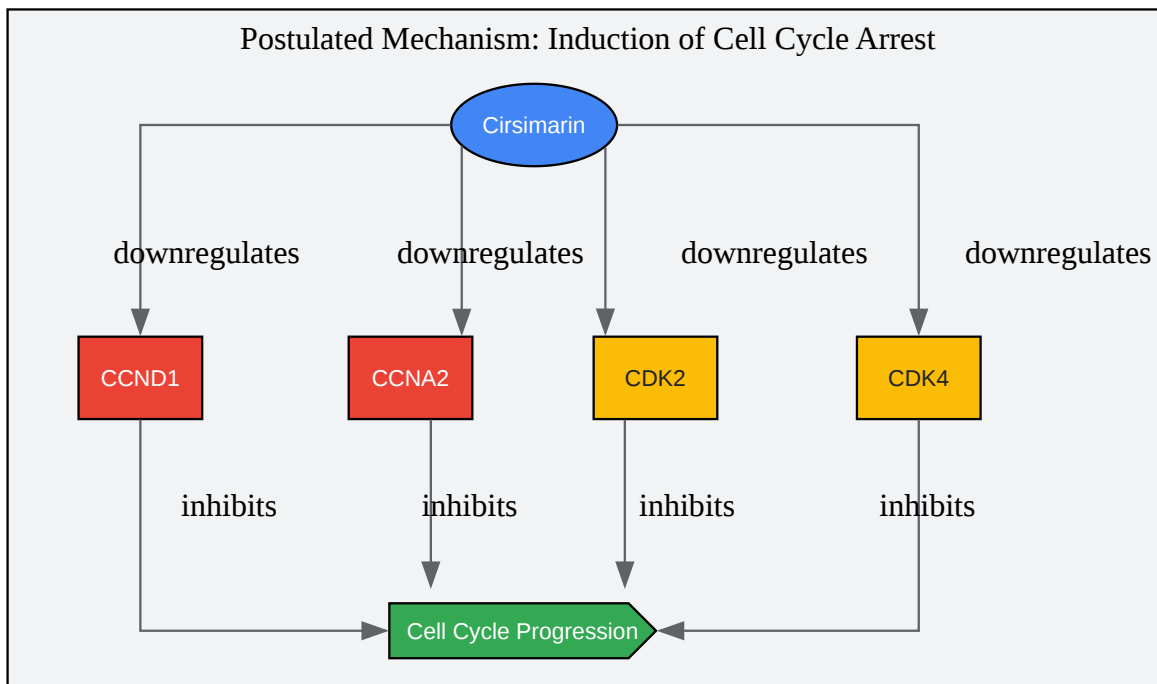 Postulated Mechanism: Induction of Cell Cycle Arrest
Cirsimarin
downregulates
downregulates
downregulates
downregulates
CCND1
CCNA2
CDK2
CDK4
inhibits
inhibits
inhibits
inhibits
Cell Cycle Progression